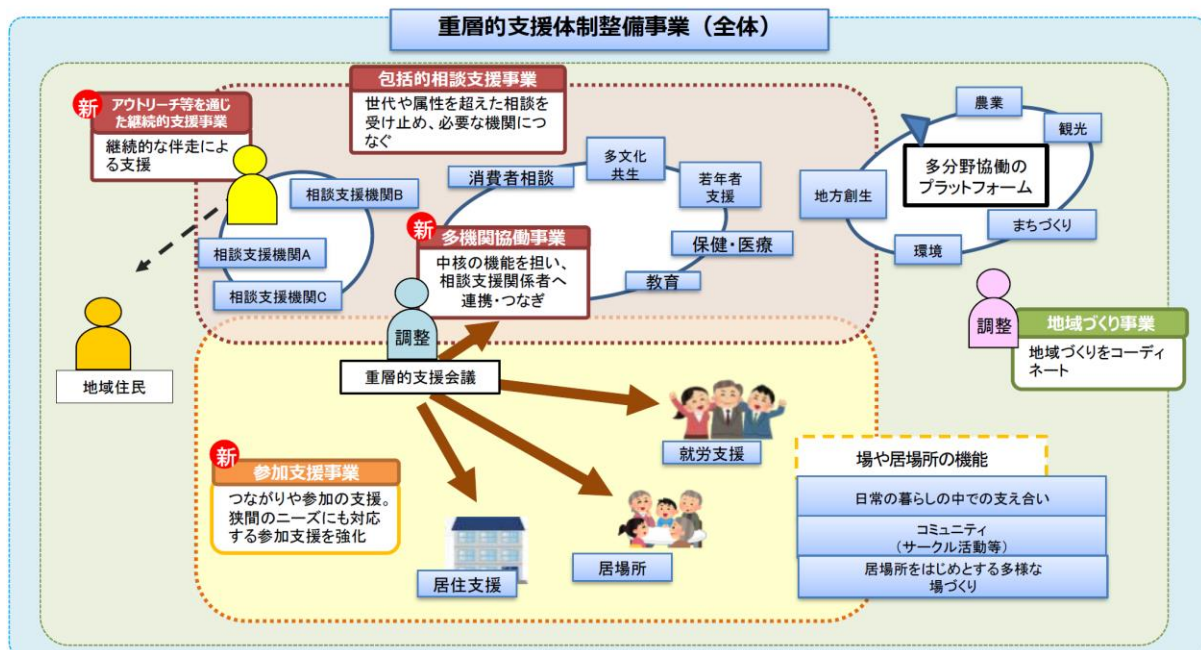 重層的支援体制整備事業（全体）
新
アウトリーチ等を通じ
た継続的支援事業
継続的な伴走によ
る支援
包括的相談支援事業
世代や属性を超えた相談を
受け止め、必要な機関につ
なぐ
相談支援機関B
相談支援機関A
相談支援機関C
消費者相談
多文化
共生
若年者
支援
保健・医療
教育
新
多機関協働事業
中核の機能を担い、
相談支援関係者へ
連携・つなぎ
調整
重層的支援会議
農業
観光
多分野協働の
プラットフォーム
地方創生
まちづくり
環境
調整
地域づくり事業
地域づくりをコーディ
ネート
地域住民
新
参加支援事業
つながりや参加の支援。
狭間のニーズにも対応
する参加支援を強化
就労支援
居場所
居住支援
場や居場所の機能
日常の暮らしの中での支え合い
コミュニティ
（サークル活動等）
居場所をはじめとする多様な
場づくり